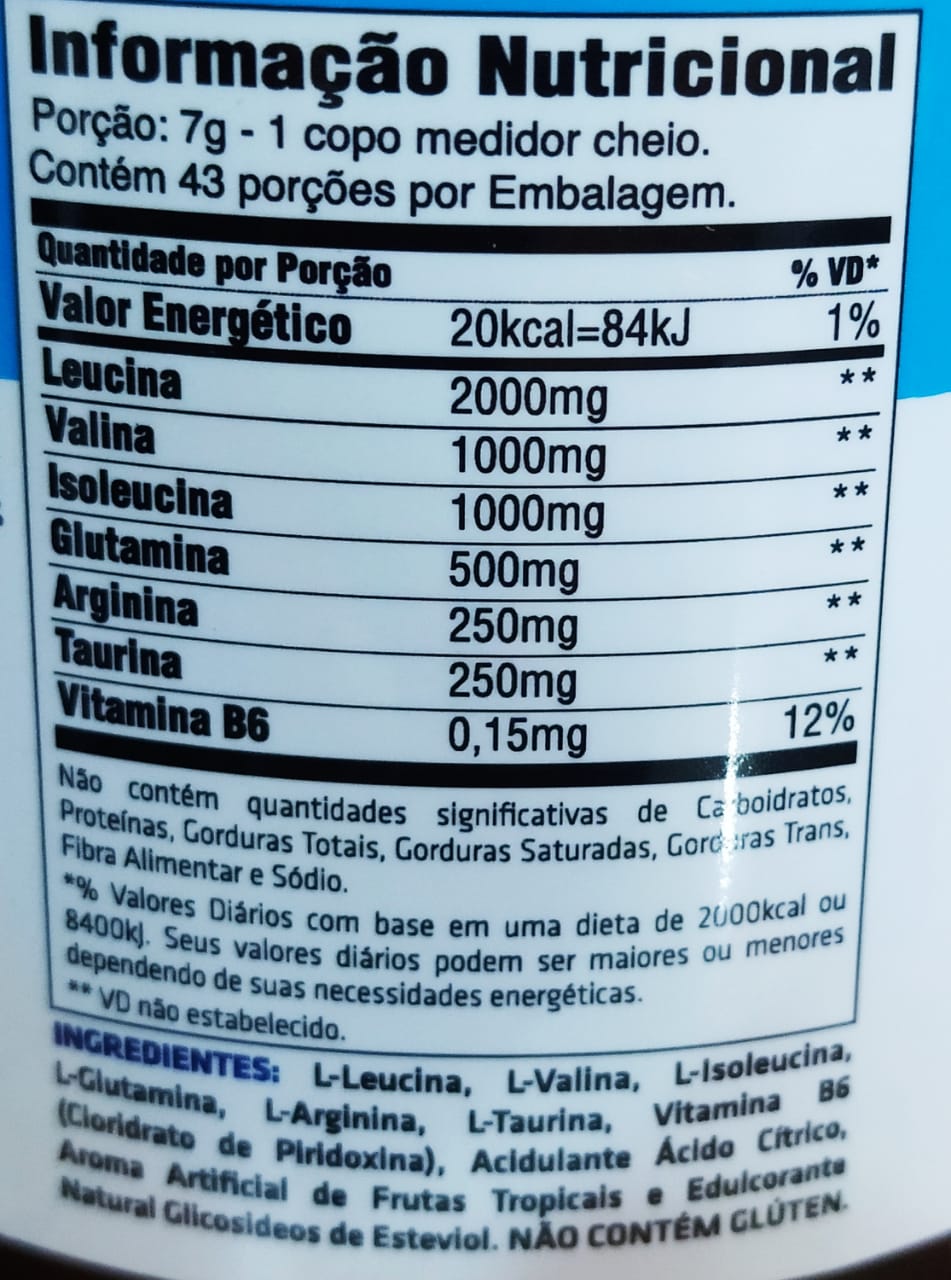 Informação Nutricional
Porção: 7g - 1 copo medidor cheio.
Contém 43 porções por Embalagem.
Quantidade por Porção % VD*
Valor Energético 20kcal=84kJ 1%
Leucina 2000mg **
Valina 1000mg **
Isoleucina 1000mg **
Glutamina 500mg **
Arginina 250mg **
Taurina 250mg **
Vitamina B6 0,15mg 12%
Não contém quantidades significativas de Carboidratos,
Proteínas, Gorduras Totais, Gorduras Saturadas, Gorduras Trans,
Fibra Alimentar e Sódio.
*% Valores Diários com base em uma dieta de 2000kcal ou
8400kJ. Seus valores diários podem ser maiores ou menores
dependendo de suas necessidades energéticas.
** VD não estabelecido.
INGREDIENTES: L-Leucina, L-Valina, L-Isoleucina,
L-Glutamina, L-Arginina, L-Taurina, Vitamina B6
(Cloridrato de Piridoxina), Acidulante Ácido Cítrico,
Aroma Artificial de Frutas Tropicais e Edulcorante
Natural Glicosideos de Esteviol. NÃO CONTÉM GLÚTEN.